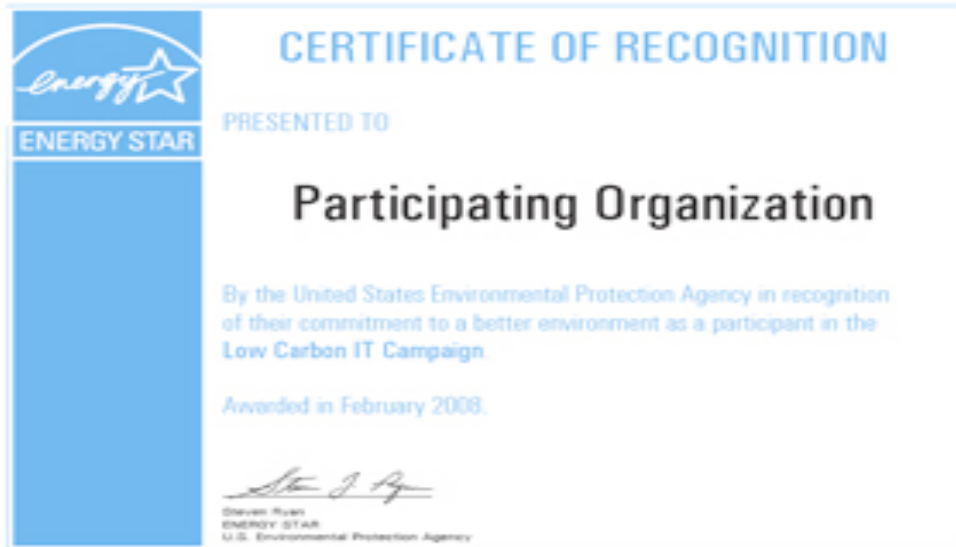 CERTIFICATE OF RECOGNITION
energy
ENERGY STAR
PRESENTED TO
Participating Organization
By the United States Environmental Protection Agency in recognition
of their commitment to a better environment as a participant in the
Low Carbon IT Campaign.
Awarded in February 2008.
Steven Ryan
ENERGY STAR
U.S. Environmental Protection Agency